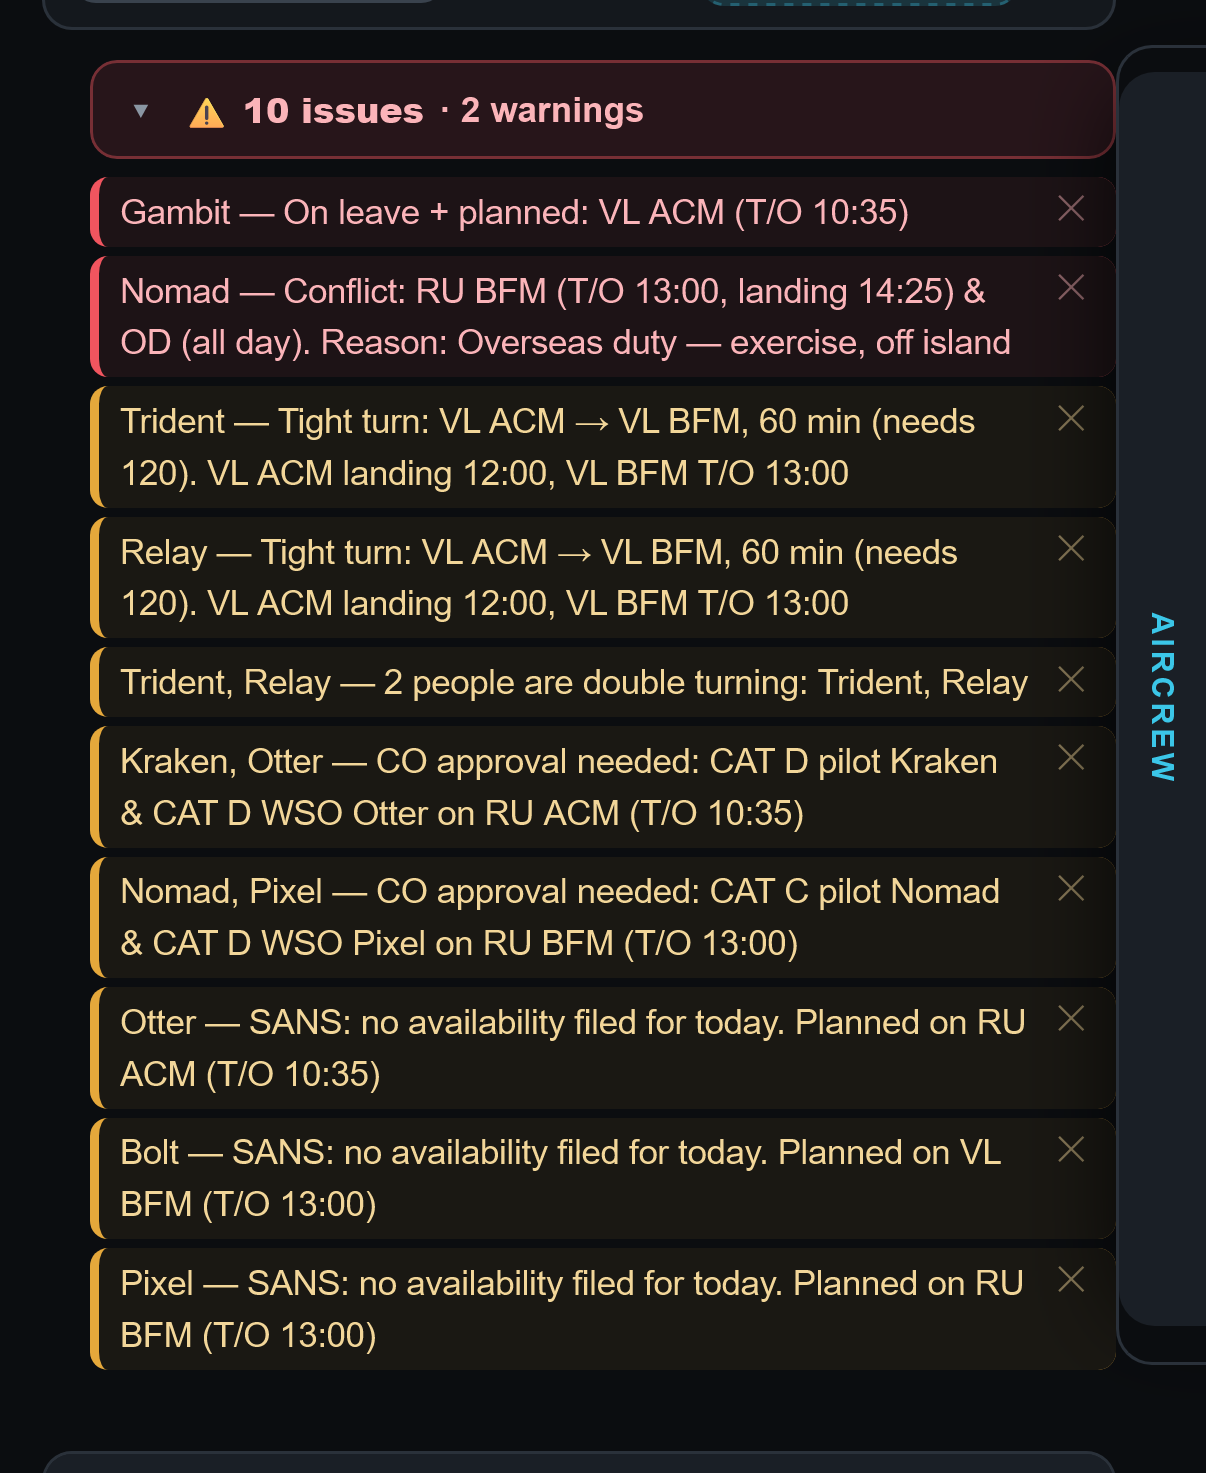 ▼ ⚠️ 10 issues · 2 warnings
Gambit — On leave + planned: VL ACM (T/O 10:35)
Nomad — Conflict: RU BFM (T/O 13:00, landing 14:25) &
OD (all day). Reason: Overseas duty — exercise, off island
Trident — Tight turn: VL ACM → VL BFM, 60 min (needs
120). VL ACM landing 12:00, VL BFM T/O 13:00
Relay — Tight turn: VL ACM → VL BFM, 60 min (needs
120). VL ACM landing 12:00, VL BFM T/O 13:00
Trident, Relay — 2 people are double turning: Trident, Relay
Kraken, Otter — CO approval needed: CAT D pilot Kraken
& CAT D WSO Otter on RU ACM (T/O 10:35)
Nomad, Pixel — CO approval needed: CAT C pilot Nomad
& CAT D WSO Pixel on RU BFM (T/O 13:00)
Otter — SANS: no availability filed for today. Planned on RU
ACM (T/O 10:35)
Bolt — SANS: no availability filed for today. Planned on VL
BFM (T/O 13:00)
Pixel — SANS: no availability filed for today. Planned on RU
BFM (T/O 13:00)
AIRCREW